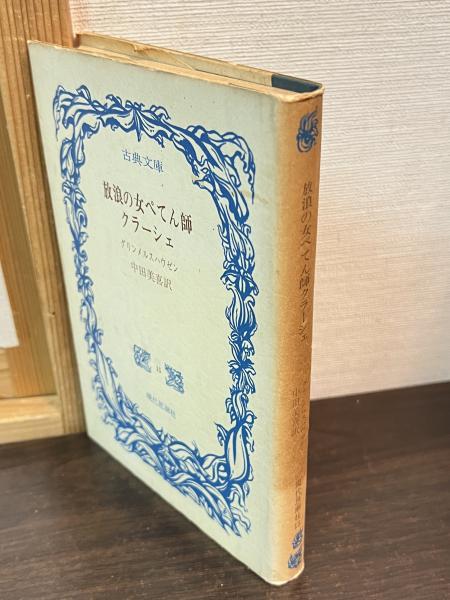 古典文庫
放浪の女ぺてん師
クラーシェ
グリンメルスハウゼン
中田美喜訳
現代思潮社
放浪の女ぺてん師クラーシェ
中田美喜訳
現代思潮社